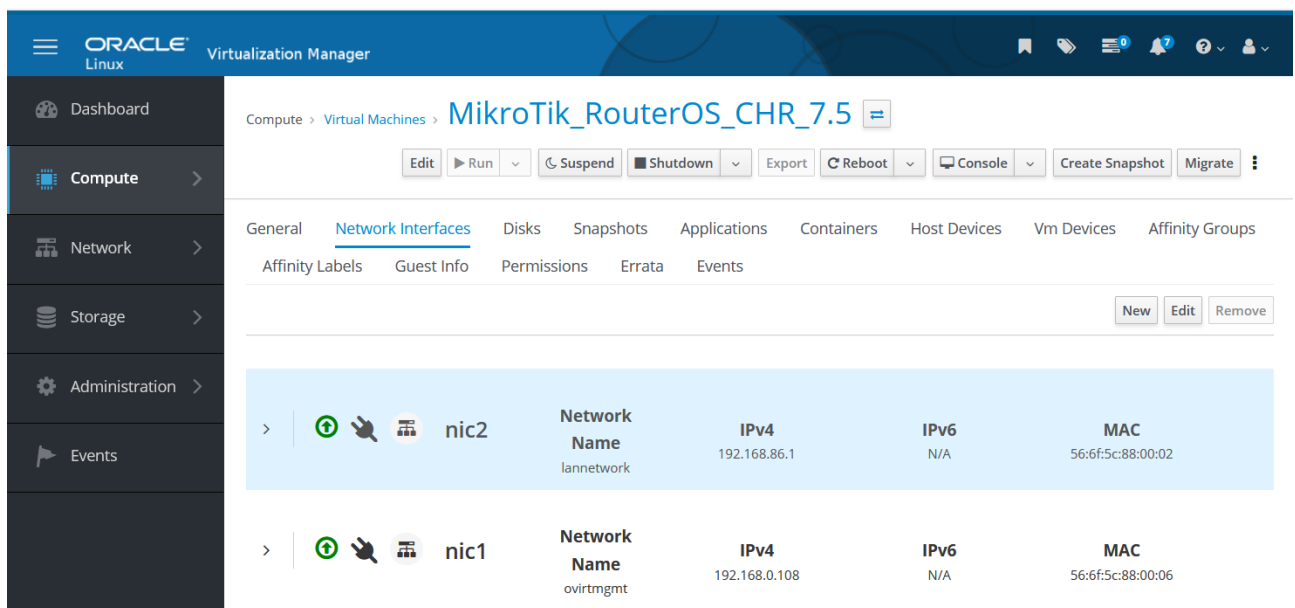 ORACLE
Linux
Virtualization Manager
0
7
?
Dashboard
Compute
Network
Storage
Administration
Events
Compute > Virtual Machines > MikroTik_RouterOS_CHR_7.5
Edit Run Suspend Shutdown Export Reboot Console Create Snapshot Migrate
General Network Interfaces Disks Snapshots Applications Containers Host Devices Vm Devices Affinity Groups
Affinity Labels Guest Info Permissions Errata Events
New Edit Remove
nic2
Network
Name
lannetwork
IPv4
192.168.86.1
IPv6
N/A
MAC
56:6f:5c:88:00:02
nic1
Network
Name
ovirtmgmt
IPv4
192.168.0.108
IPv6
N/A
MAC
56:6f:5c:88:00:06